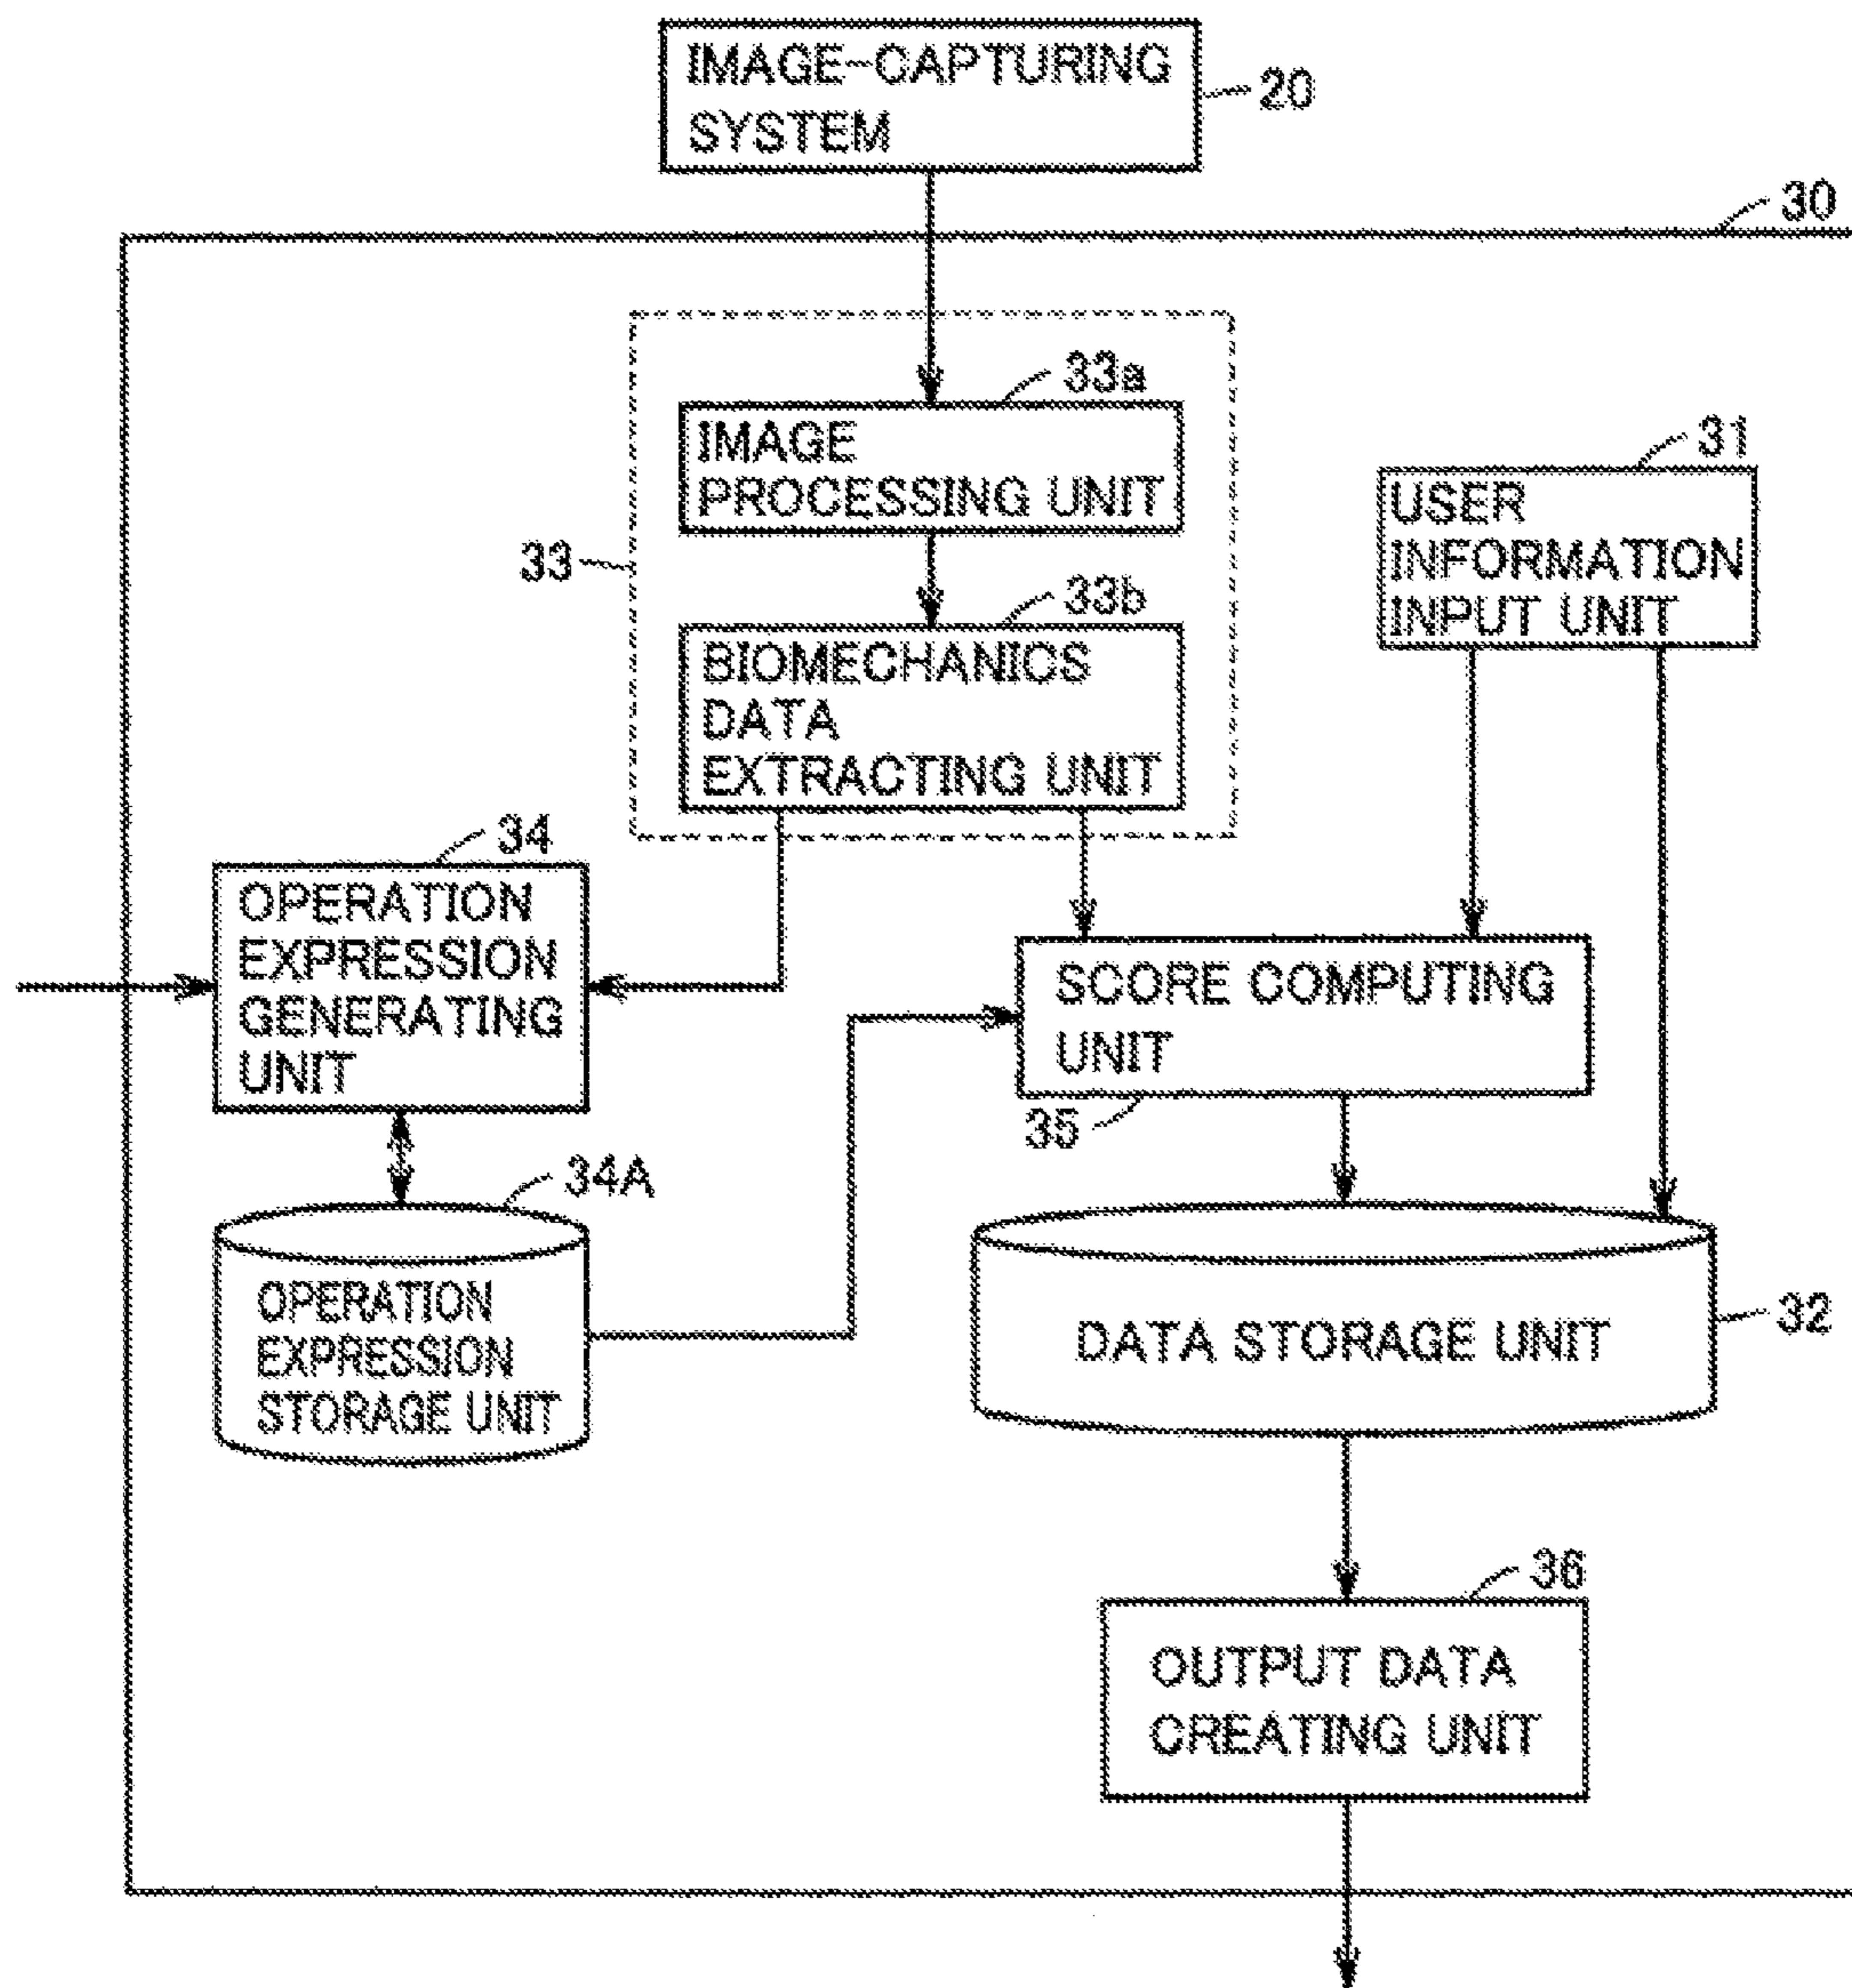 IMAGE-CAPTURING
SYSTEM
20
30
33a
IMAGE
PROCESSING UNIT
31
USER
INFORMATION
INPUT UNIT
33
33b
BIOMECHANICS
DATA
EXTRACTING UNIT
34
OPERATION
EXPRESSION
GENERATING
UNIT
SCORE COMPUTING
UNIT
35
34A
OPERATION
EXPRESSION
STORAGE UNIT
DATA STORAGE UNIT
32
36
OUTPUT DATA
CREATING UNIT